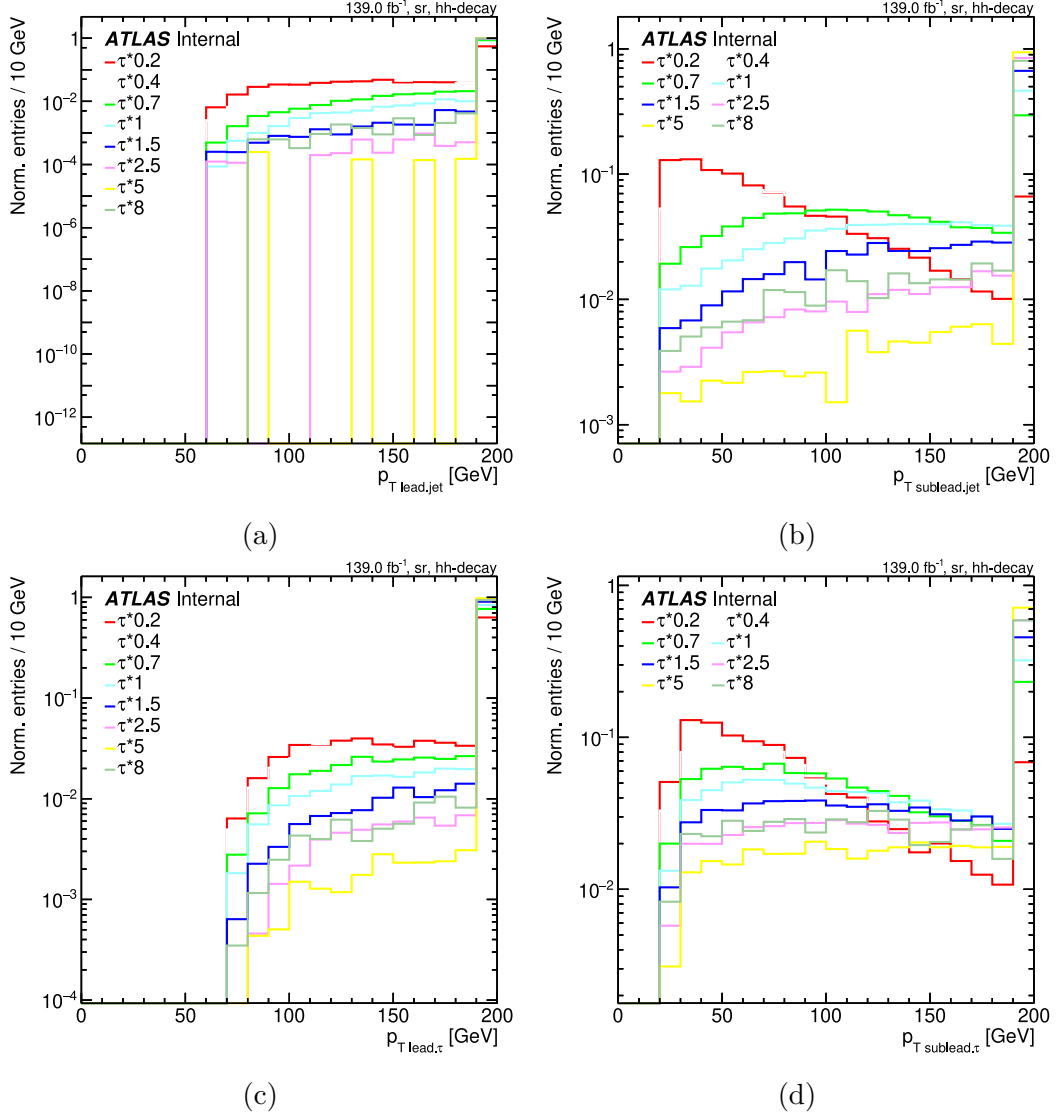 139.0 fb⁻¹, sr, hh-decay
Norm. entries / 10 GeV
ATLAS Internal
τ*0.2
τ*0.4
τ*0.7
τ*1
τ*1.5
τ*2.5
τ*5
τ*8
1
10⁻²
10⁻⁴
10⁻⁶
10⁻⁸
10⁻¹⁰
10⁻¹²
0 50 100 150 200
p_T lead.jet [GeV]
(a)
139.0 fb⁻¹, sr, hh-decay
Norm. entries / 10 GeV
ATLAS Internal
τ*0.2 τ*0.4
τ*0.7 τ*1
τ*1.5 τ*2.5
τ*5 τ*8
1
10⁻¹
10⁻²
10⁻³
0 50 100 150 200
p_T sublead.jet [GeV]
(b)
139.0 fb⁻¹, sr, hh-decay
Norm. entries / 10 GeV
ATLAS Internal
τ*0.2
τ*0.4
τ*0.7
τ*1
τ*1.5
τ*2.5
τ*5
τ*8
1
10⁻¹
10⁻²
10⁻³
10⁻⁴
0 50 100 150 200
p_T lead.τ [GeV]
(c)
139.0 fb⁻¹, sr, hh-decay
Norm. entries / 10 GeV
ATLAS Internal
τ*0.2 τ*0.4
τ*0.7 τ*1
τ*1.5 τ*2.5
τ*5 τ*8
1
10⁻¹
10⁻²
0 50 100 150 200
p_T sublead.τ [GeV]
(d)